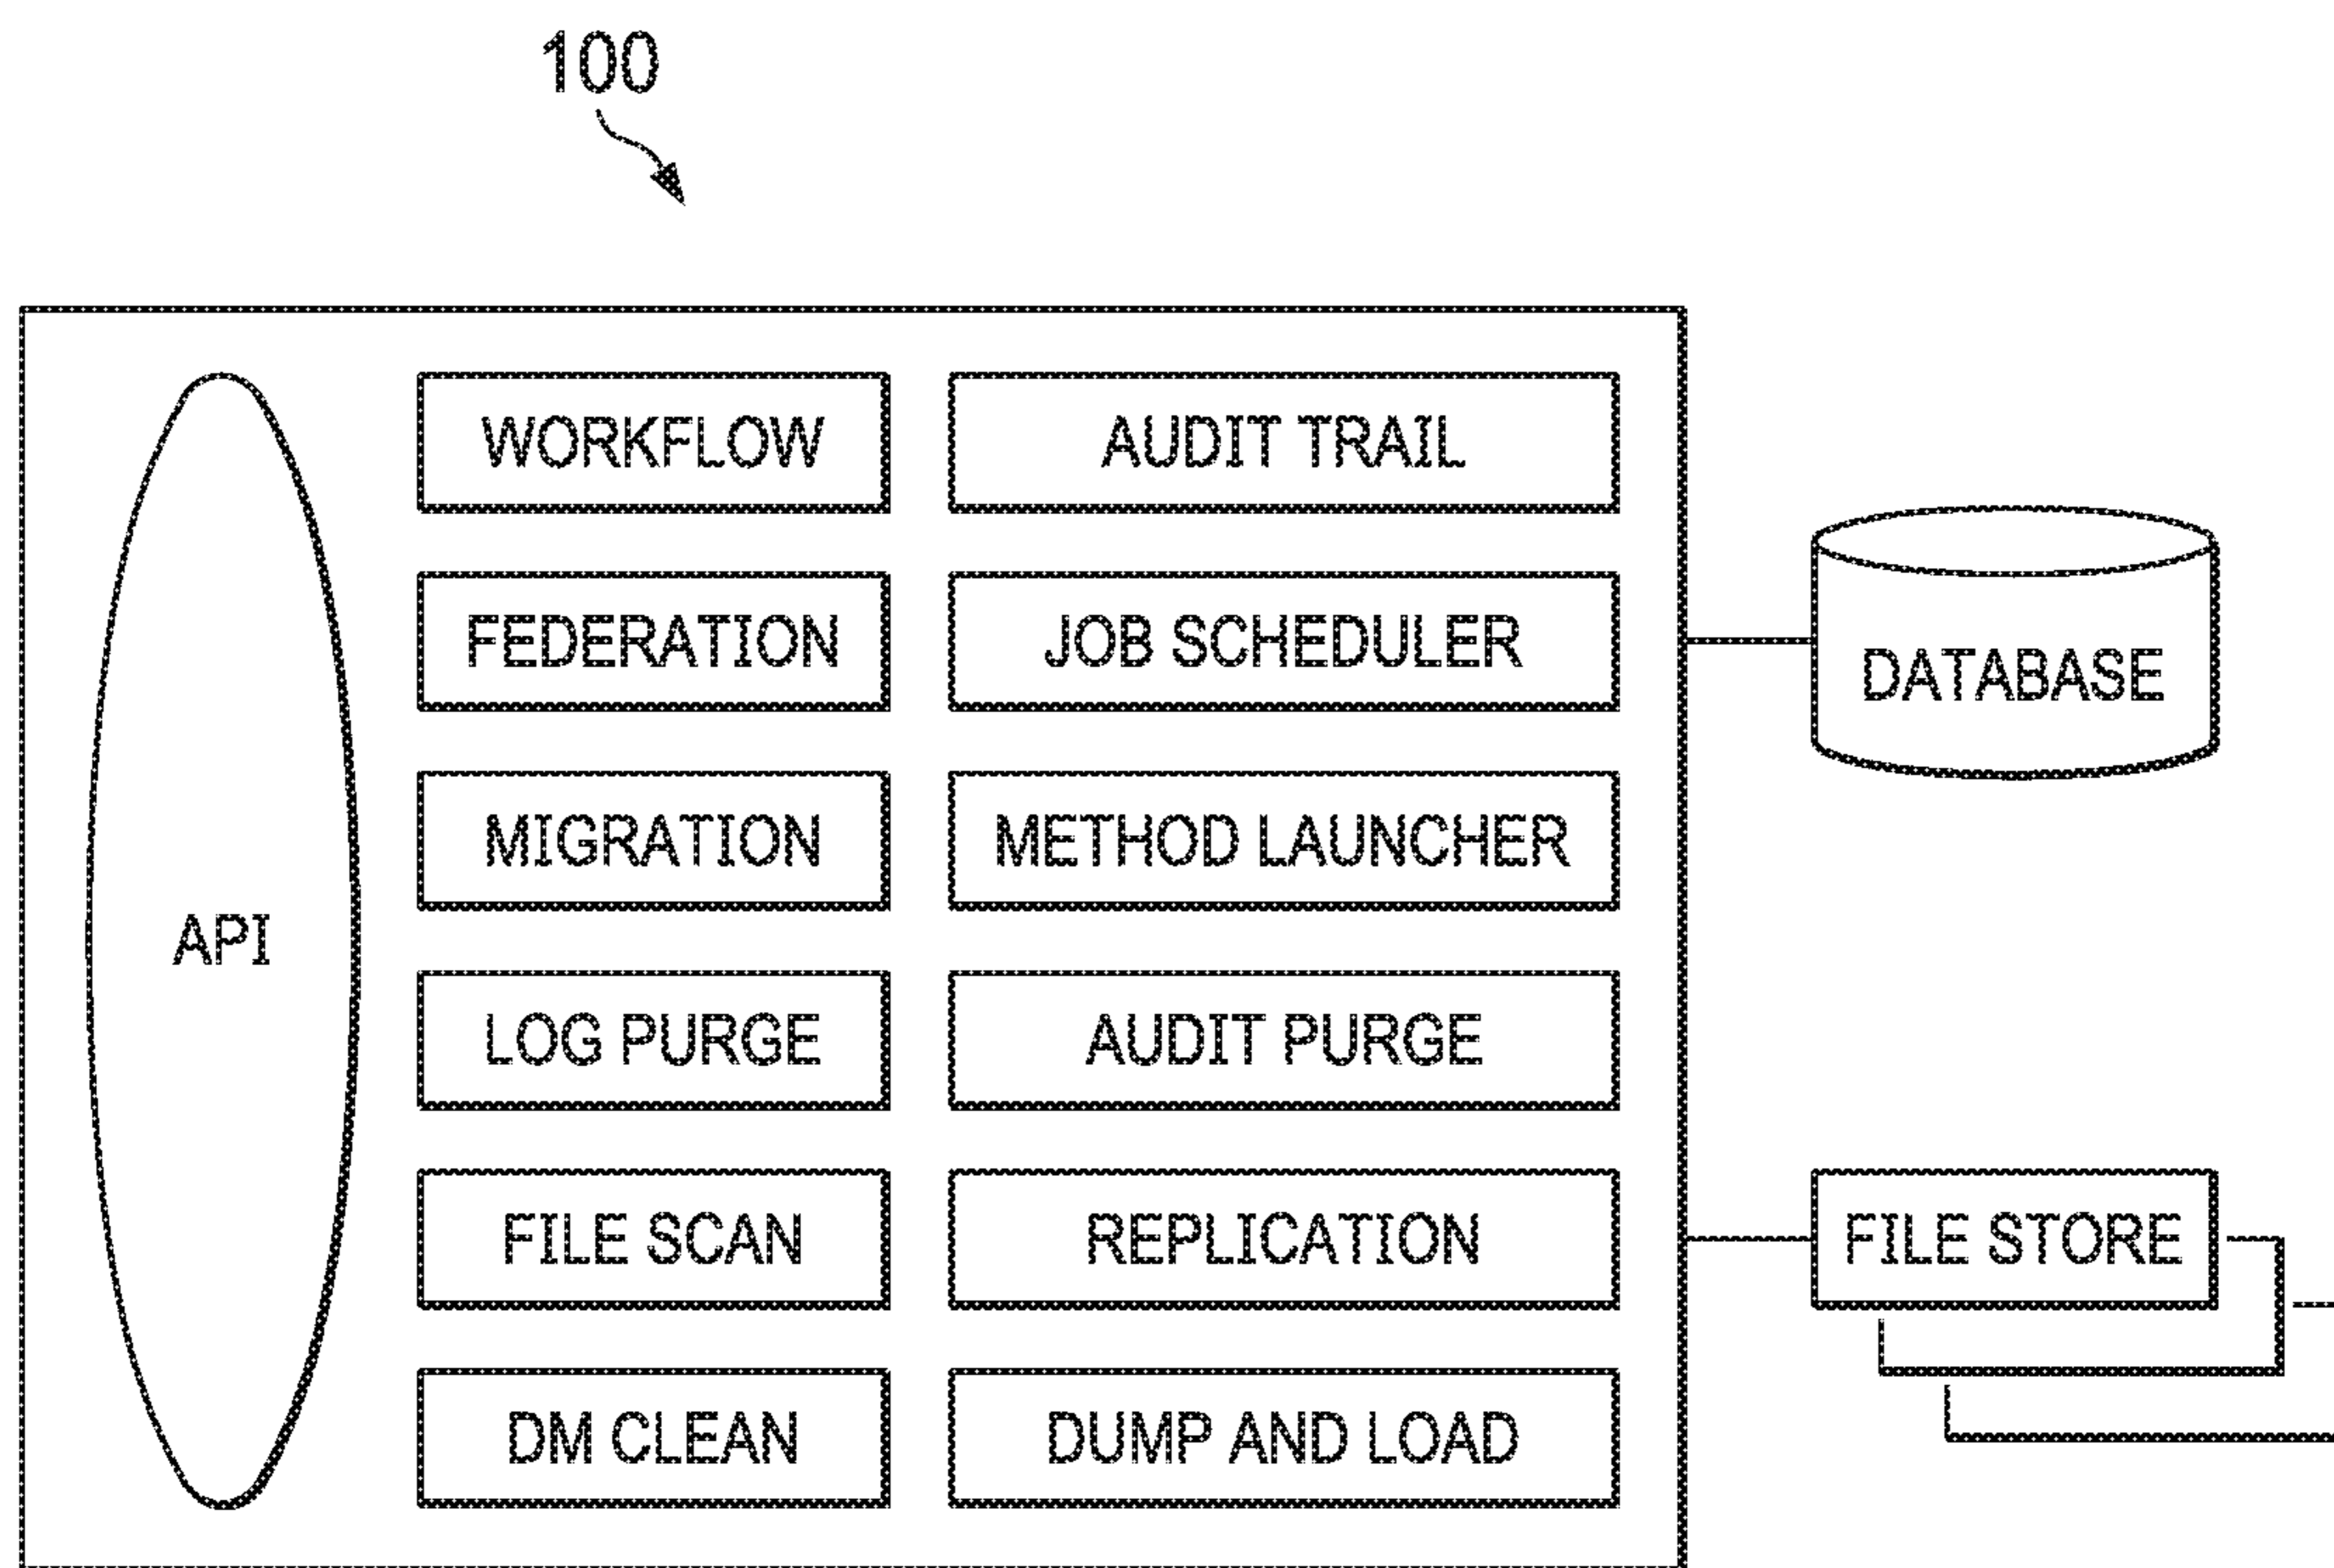 100
WORKFLOW
AUDIT TRAIL
FEDERATION
JOB SCHEDULER
DATABASE
MIGRATION
METHOD LAUNCHER
API
LOG PURGE
AUDIT PURGE
FILE SCAN
REPLICATION
FILE STORE
DM CLEAN
DUMP AND LOAD